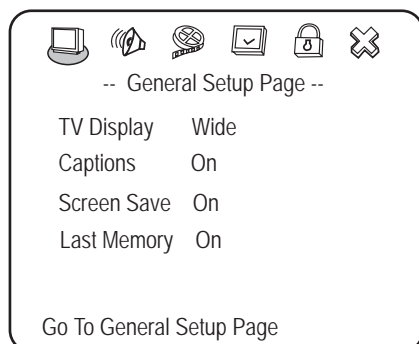 -- General Setup Page --
TV Display Wide
Captions On
Screen Save On
Last Memory On
Go To General Setup Page